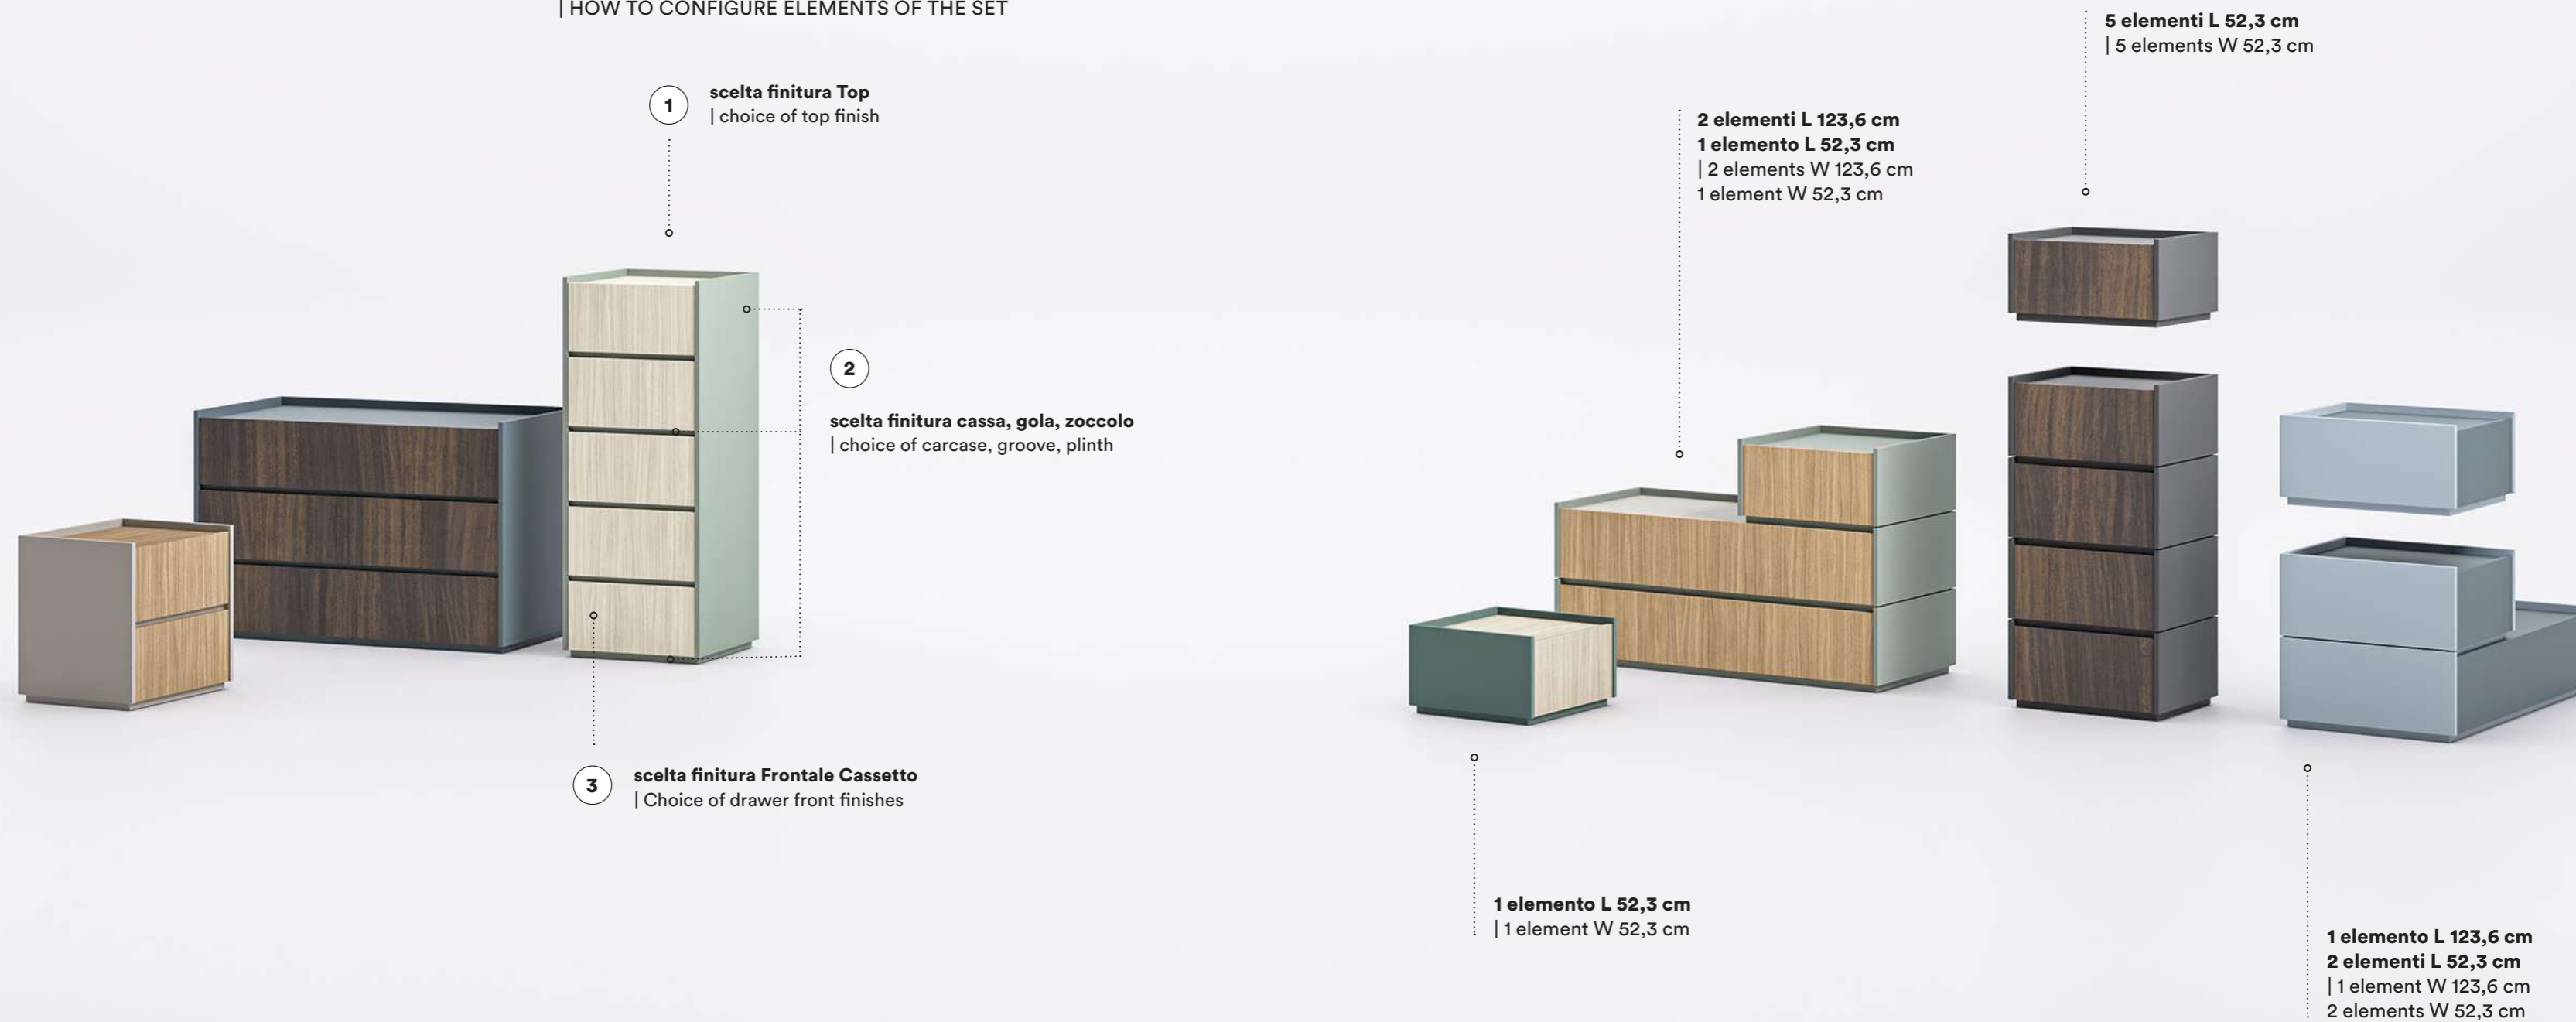 | HOW TO CONFIGURE ELEMENTS OF THE SET
1
scelta finitura Top
| choice of top finish
2
scelta finitura cassa, gola, zoccolo
| choice of carcase, groove, plinth
3
scelta finitura Frontale Cassetto
| Choice of drawer front finishes
2 elementi L 123,6 cm
1 elemento L 52,3 cm
| 2 elements W 123,6 cm
1 element W 52,3 cm
5 elementi L 52,3 cm
| 5 elements W 52,3 cm
1 elemento L 52,3 cm
| 1 element W 52,3 cm
1 elemento L 123,6 cm
2 elementi L 52,3 cm
| 1 element W 123,6 cm
2 elements W 52,3 cm